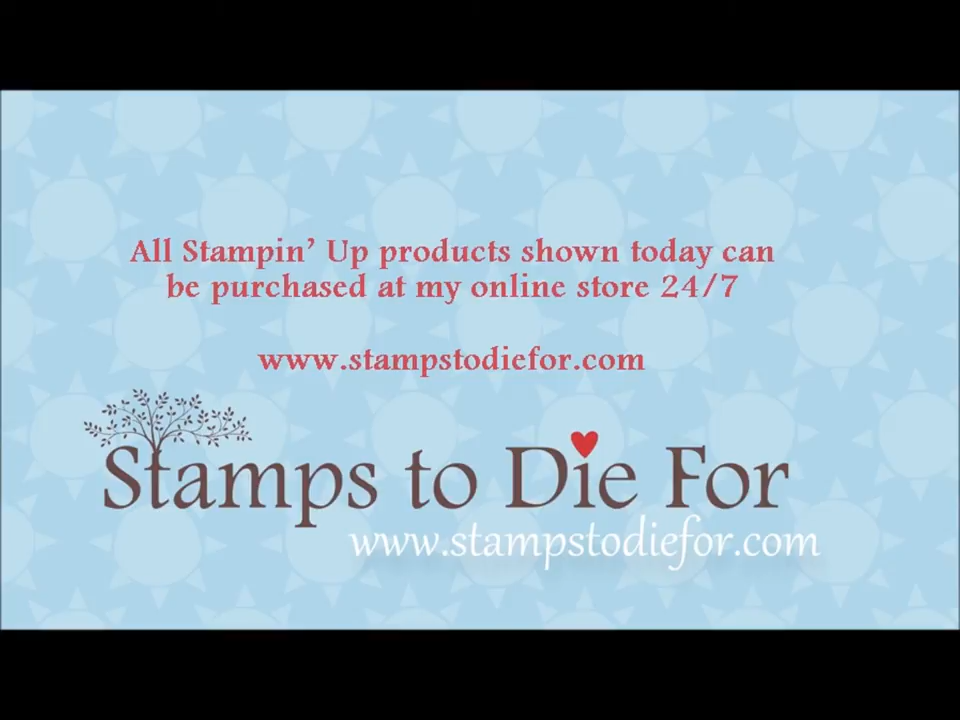 All Stampin' Up products shown today can
be purchased at my online store 24/7
www.stampstodiefor.com
Stamps to Die For
www.stampstodiefor.com